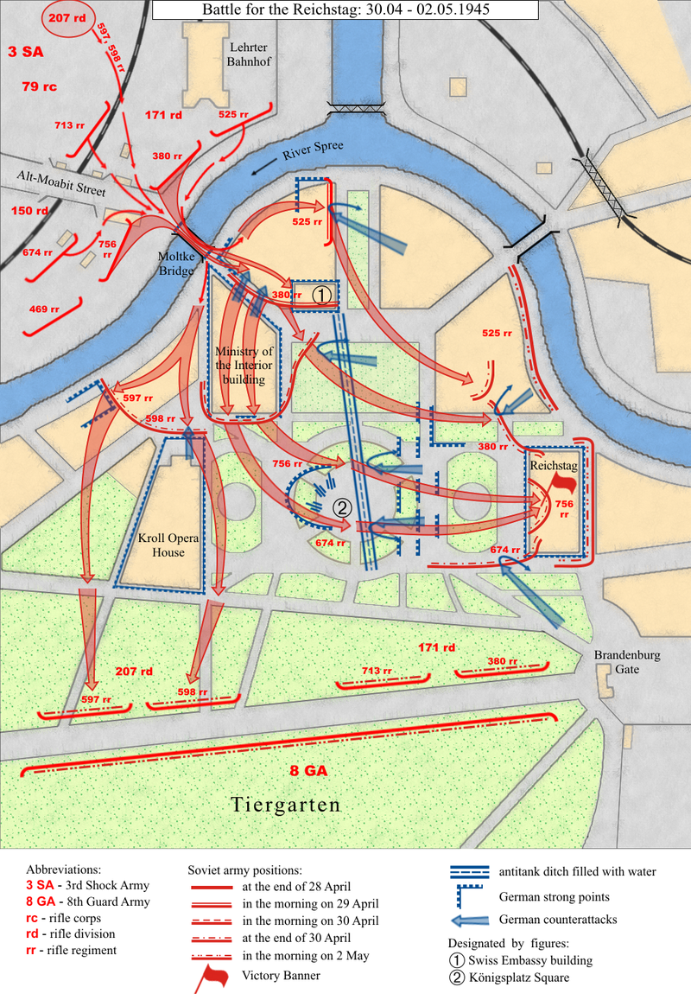 Battle for the Reichstag: 30.04 - 02.05.1945
207 rd
597, 598 rr
3 SA
79 rc
Lehrter
Bahnhof
713 rr
171 rd
525 rr
380 rr
River Spree
Alt-Moabit Street
150 rd
674 rr
756
rr
469 rr
Moltke
Bridge
525 rr
380 rr
1
525 rr
Ministry of
the Interior
building
597 rr
598 rr
380 rr
756 rr
2
674 rr
Reichstag
756
rr
674 rr
Kroll Opera
House
207 rd
597 rr
598 rr
171 rd
713 rr
380 rr
Brandenburg
Gate
8 GA
Tiergarten
Abbreviations:
3 SA - 3rd Shock Army
8 GA - 8th Guard Army
rc - rifle corps
rd - rifle division
rr - rifle regiment
Soviet army positions:
at the end of 28 April
in the morning on 29 April
in the morning on 30 April
at the end of 30 April
in the morning on 2 May
Victory Banner
antitank ditch filled with water
German strong points
German counterattacks
Designated by figures:
1 Swiss Embassy building
2 Königsplatz Square